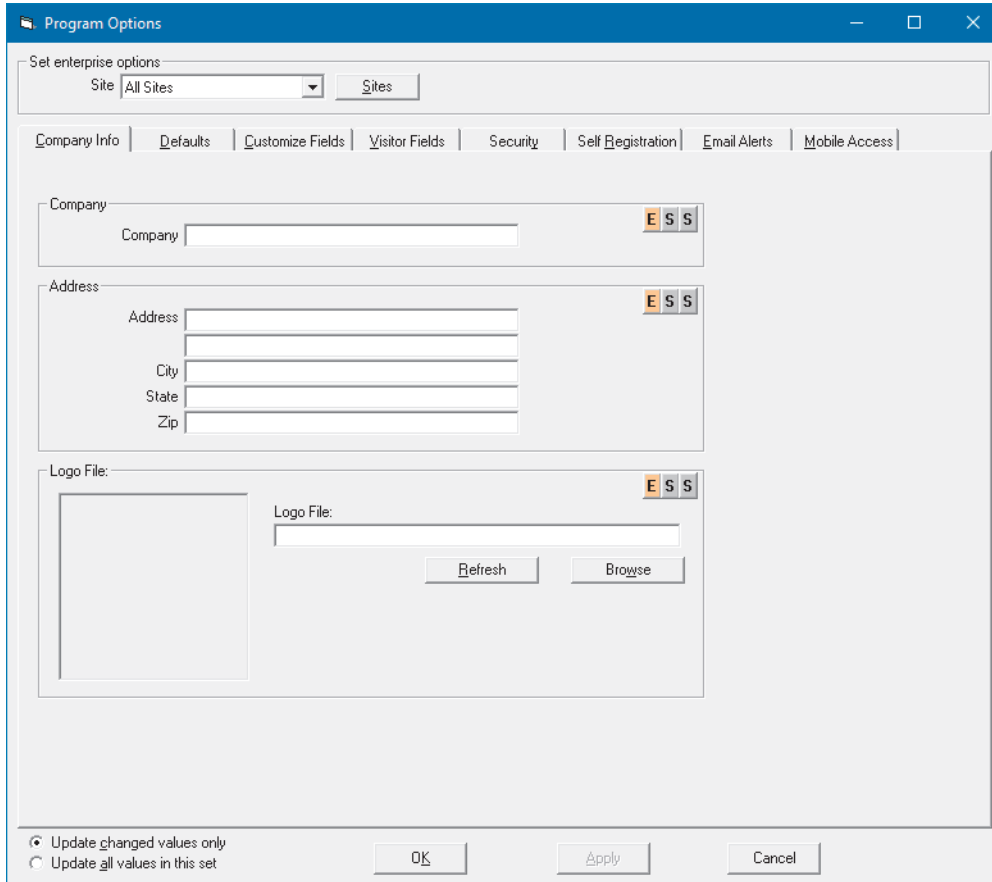 Program Options
Set enterprise options
Site All Sites Sites
Company Info Defaults Customize Fields Visitor Fields Security Self Registration Email Alerts Mobile Access
Company
E S S
Company
Address
E S S
Address
City
State
Zip
Logo File:
E S S
Logo File:
Refresh Browse
Update changed values only
Update all values in this set
OK Apply Cancel